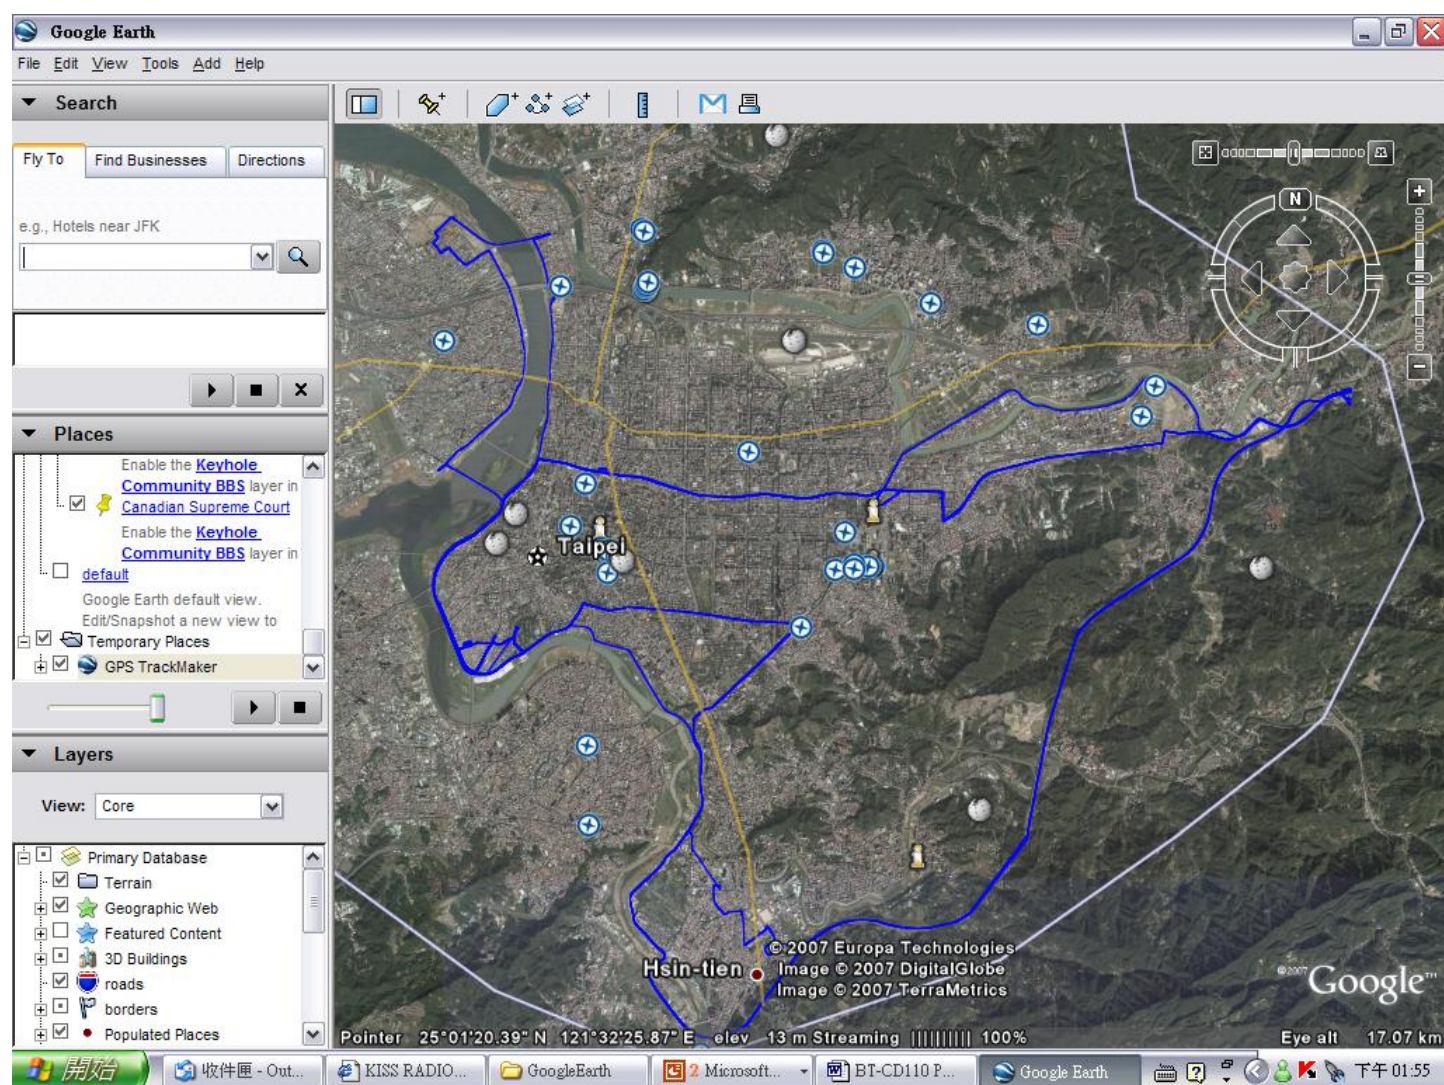 Google Earth
File Edit View Tools Add Help
Search
Fly To Find Businesses Directions
e.g., Hotels near JFK
Places
Enable the Keyhole
Community BBS layer in
Canadian Supreme Court
Enable the Keyhole
Community BBS layer in
default
Google Earth default view.
Edit/Snapshot a new view to
Temporary Places
GPS TrackMaker
Layers
View: Core
Primary Database
Terrain
Geographic Web
Featured Content
3D Buildings
roads
borders
Populated Places
N
Taipei
Hsin-tien
© 2007 Europa Technologies
Image © 2007 DigitalGlobe
Image © 2007 TerraMetrics
©2007 Google™
Pointer 25°01'20.39" N 121°32'25.87" E elev 13 m Streaming |||||||||| 100% Eye alt 17.07 km
開始 收件匣 - Out... KISS RADIO... GoogleEarth 2 Microsoft... BT-CD110 P... Google Earth 下午 01:55